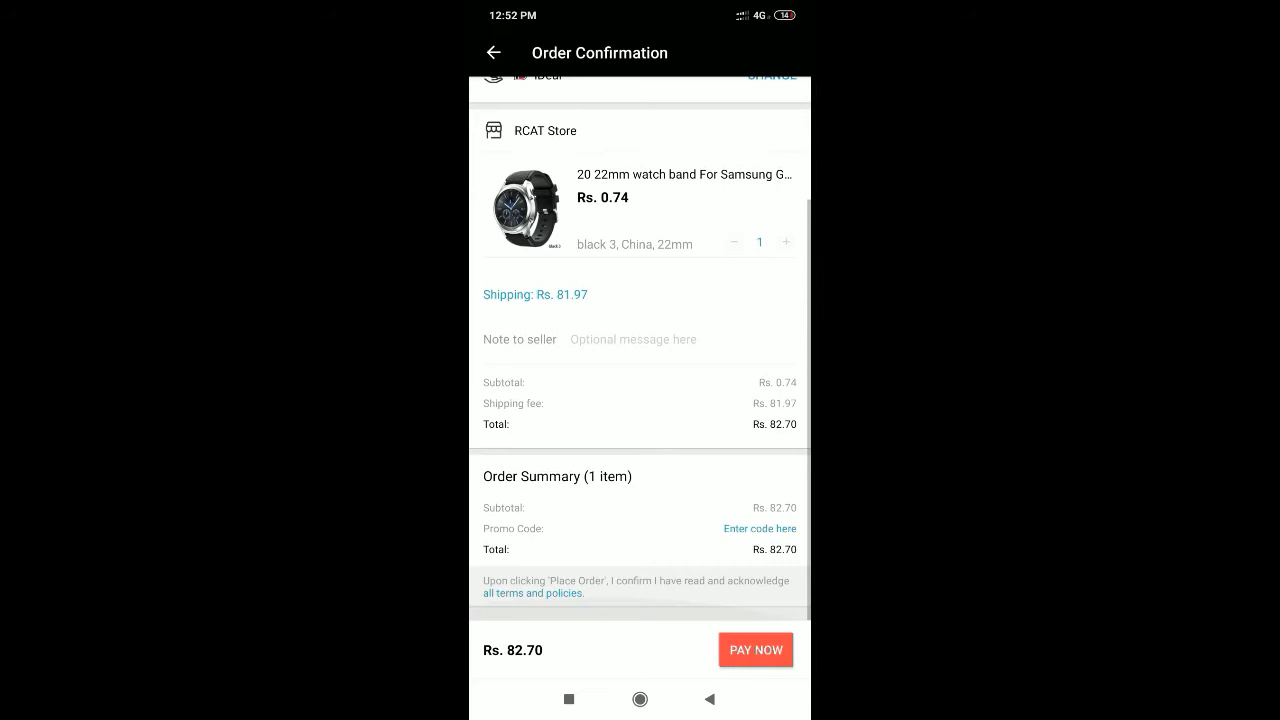 12:52 PM
4G
14
Order Confirmation
iDeal
CHANGE
RCAT Store
20 22mm watch band For Samsung G...
Rs. 0.74
black 3
black 3, China, 22mm
− 1 +
Shipping: Rs. 81.97
Note to seller Optional message here
Subtotal: Rs. 0.74
Shipping fee: Rs. 81.97
Total: Rs. 82.70
Order Summary (1 item)
Subtotal: Rs. 82.70
Promo Code: Enter code here
Total: Rs. 82.70
Upon clicking 'Place Order', I confirm I have read and acknowledge
all terms and policies.
Rs. 82.70 PAY NOW